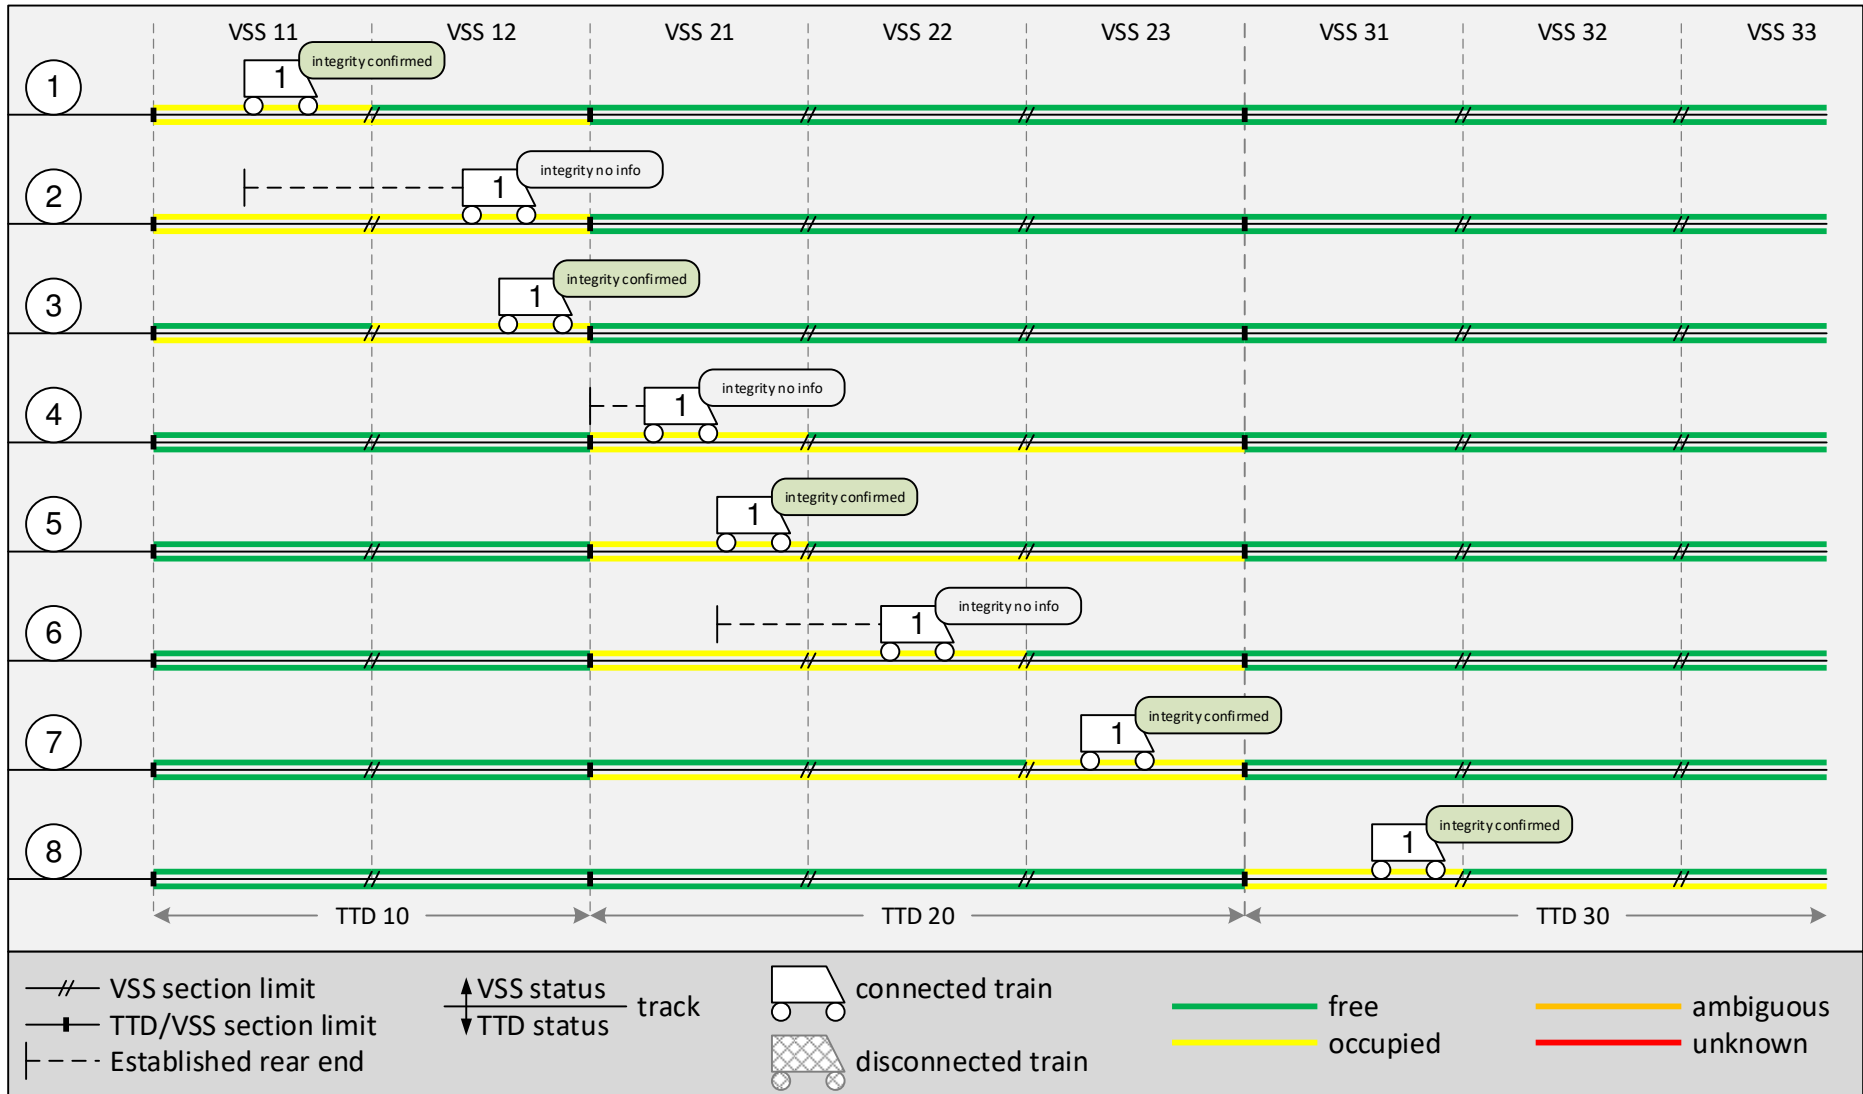 VSS 11 VSS 12 VSS 21 VSS 22 VSS 23 VSS 31 VSS 32 VSS 33
1 1 integrity confirmed
2 1 integrity no info
3 1 integrity confirmed
4 1 integrity no info
5 1 integrity confirmed
6 1 integrity no info
7 1 integrity confirmed
8 1 integrity confirmed
TTD 10 TTD 20 TTD 30
VSS section limit
TTD/VSS section limit
Established rear end
VSS status
TTD status
track
connected train
disconnected train
free
occupied
ambiguous
unknown